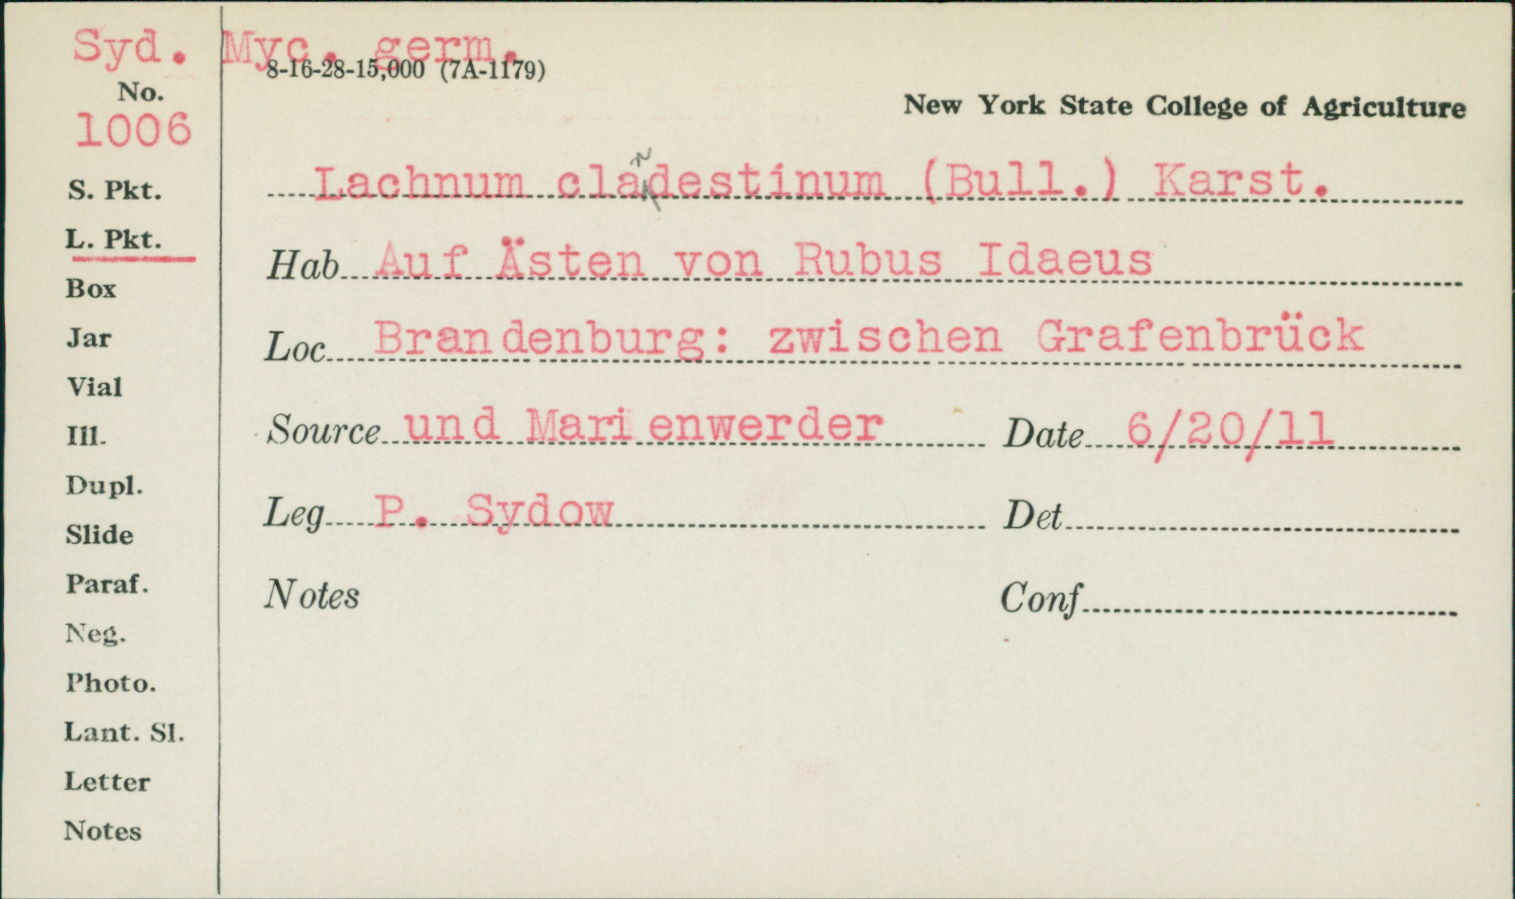 Syd. Myc. germ.
8-16-28-15,000 (7A-1179)
No.
1006
New York State College of Agriculture
S. Pkt.
Lachnum clandestinum (Bull.) Karst.
L. Pkt.
Hab Auf Ästen von Rubus Idaeus
Box
Jar
Loc Brandenburg: zwischen Grafenbrück
Vial
Ill.
Source und Marienwerder Date 6/20/11
Dupl.
Leg P. Sydow Det
Slide
Paraf.
Notes Conf
Neg.
Photo.
Lant. Sl.
Letter
Notes